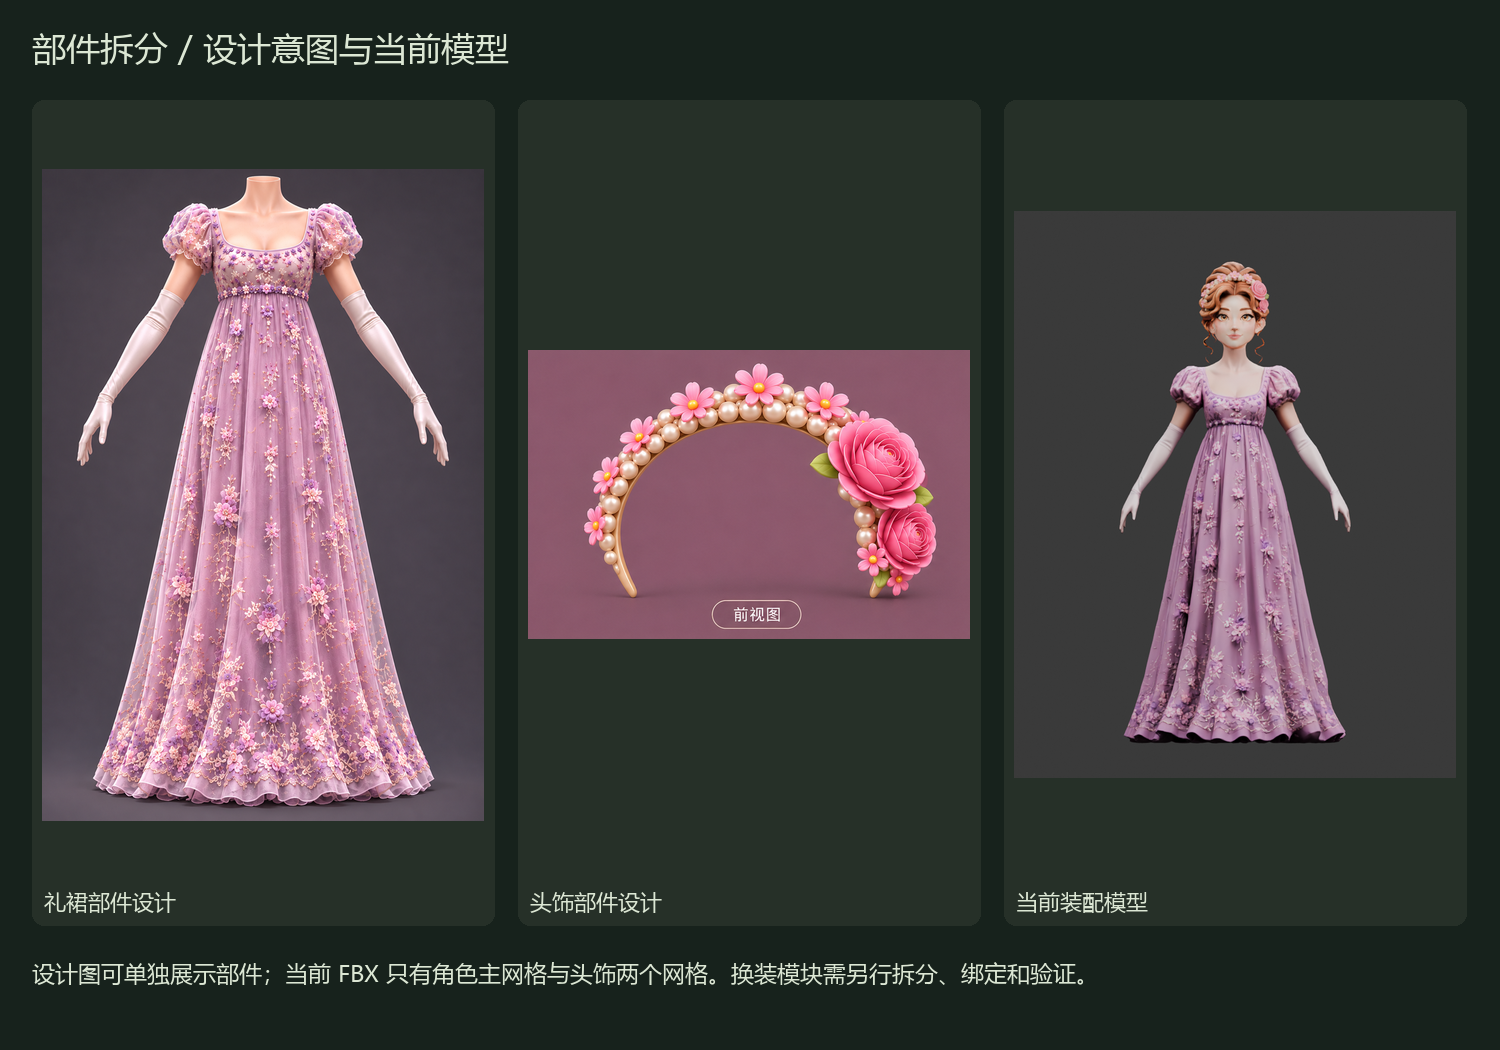 部件拆分 / 设计意图与当前模型
前视图
礼裙部件设计
头饰部件设计
当前装配模型
设计图可单独展示部件；当前 FBX 只有角色主网格与头饰两个网格。换装模块需另行拆分、绑定和验证。